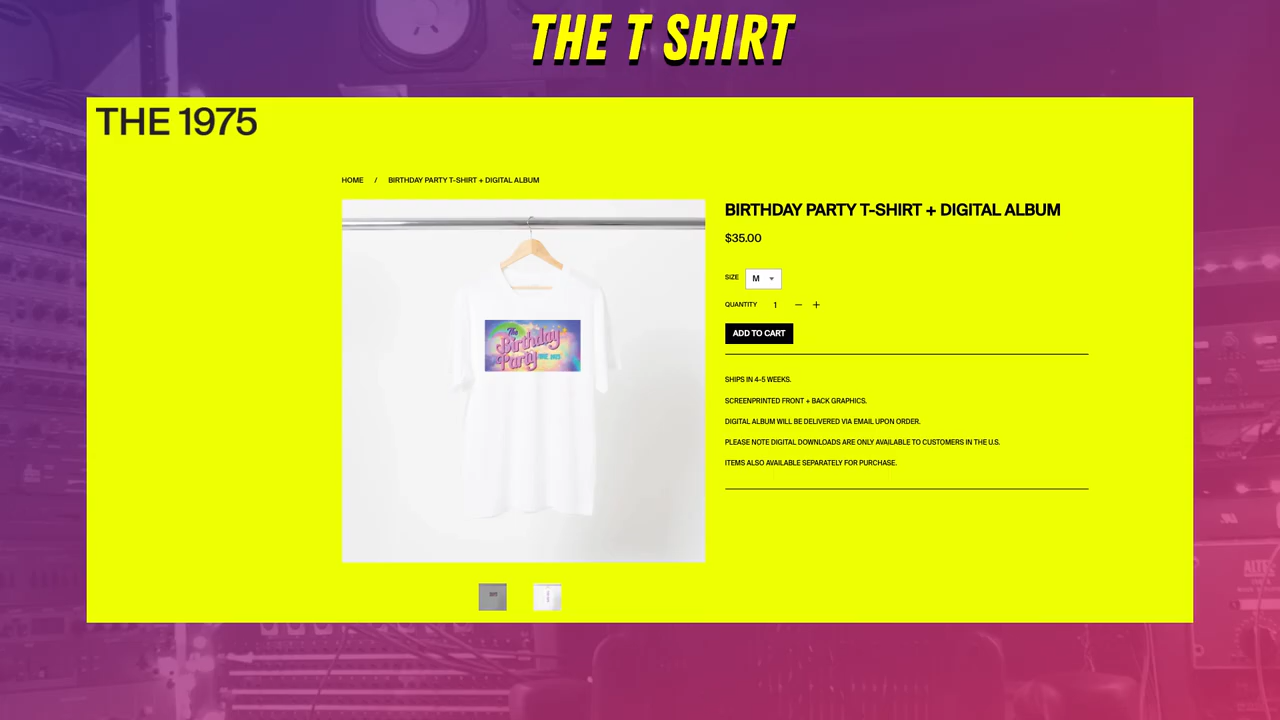 THE T SHIRT
THE 1975
HOME / BIRTHDAY PARTY T-SHIRT + DIGITAL ALBUM
BIRTHDAY PARTY T-SHIRT + DIGITAL ALBUM
$35.00
SIZE M
QUANTITY 1 — +
ADD TO CART
The
Birthday
Party
SHIPS IN 4-5 WEEKS.
SCREENPRINTED FRONT + BACK GRAPHICS.
DIGITAL ALBUM WILL BE DELIVERED VIA EMAIL UPON ORDER.
PLEASE NOTE DIGITAL DOWNLOADS ARE ONLY AVAILABLE TO CUSTOMERS IN THE U.S.
ITEMS ALSO AVAILABLE SEPARATELY FOR PURCHASE.